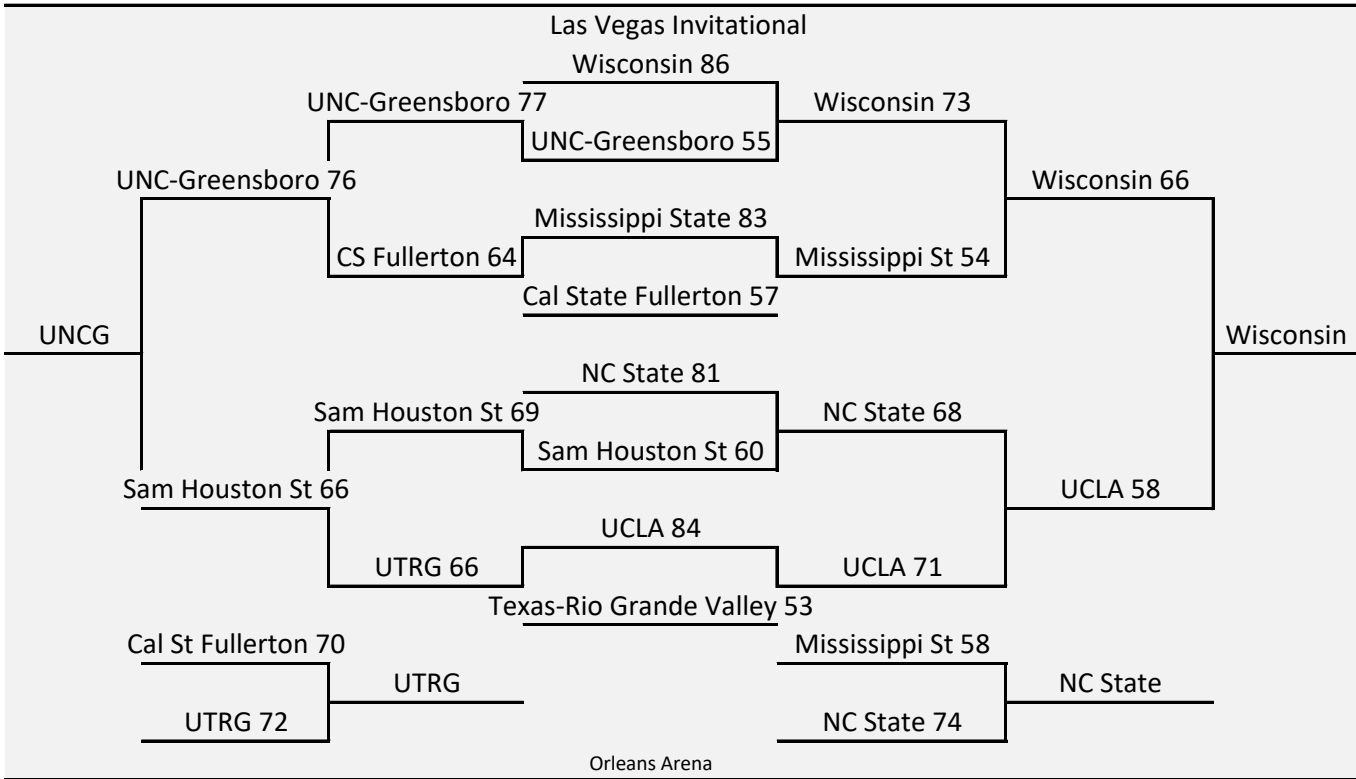 Las Vegas Invitational
Wisconsin 86
UNC-Greensboro 77
Wisconsin 73
UNC-Greensboro 55
UNC-Greensboro 76
Wisconsin 66
Mississippi State 83
CS Fullerton 64
Mississippi St 54
Cal State Fullerton 57
UNCG
Wisconsin
NC State 81
Sam Houston St 69
NC State 68
Sam Houston St 60
Sam Houston St 66
UCLA 58
UCLA 84
UTRG 66
UCLA 71
Texas-Rio Grande Valley 53
Cal St Fullerton 70
Mississippi St 58
UTRG
NC State
UTRG 72
NC State 74
Orleans Arena